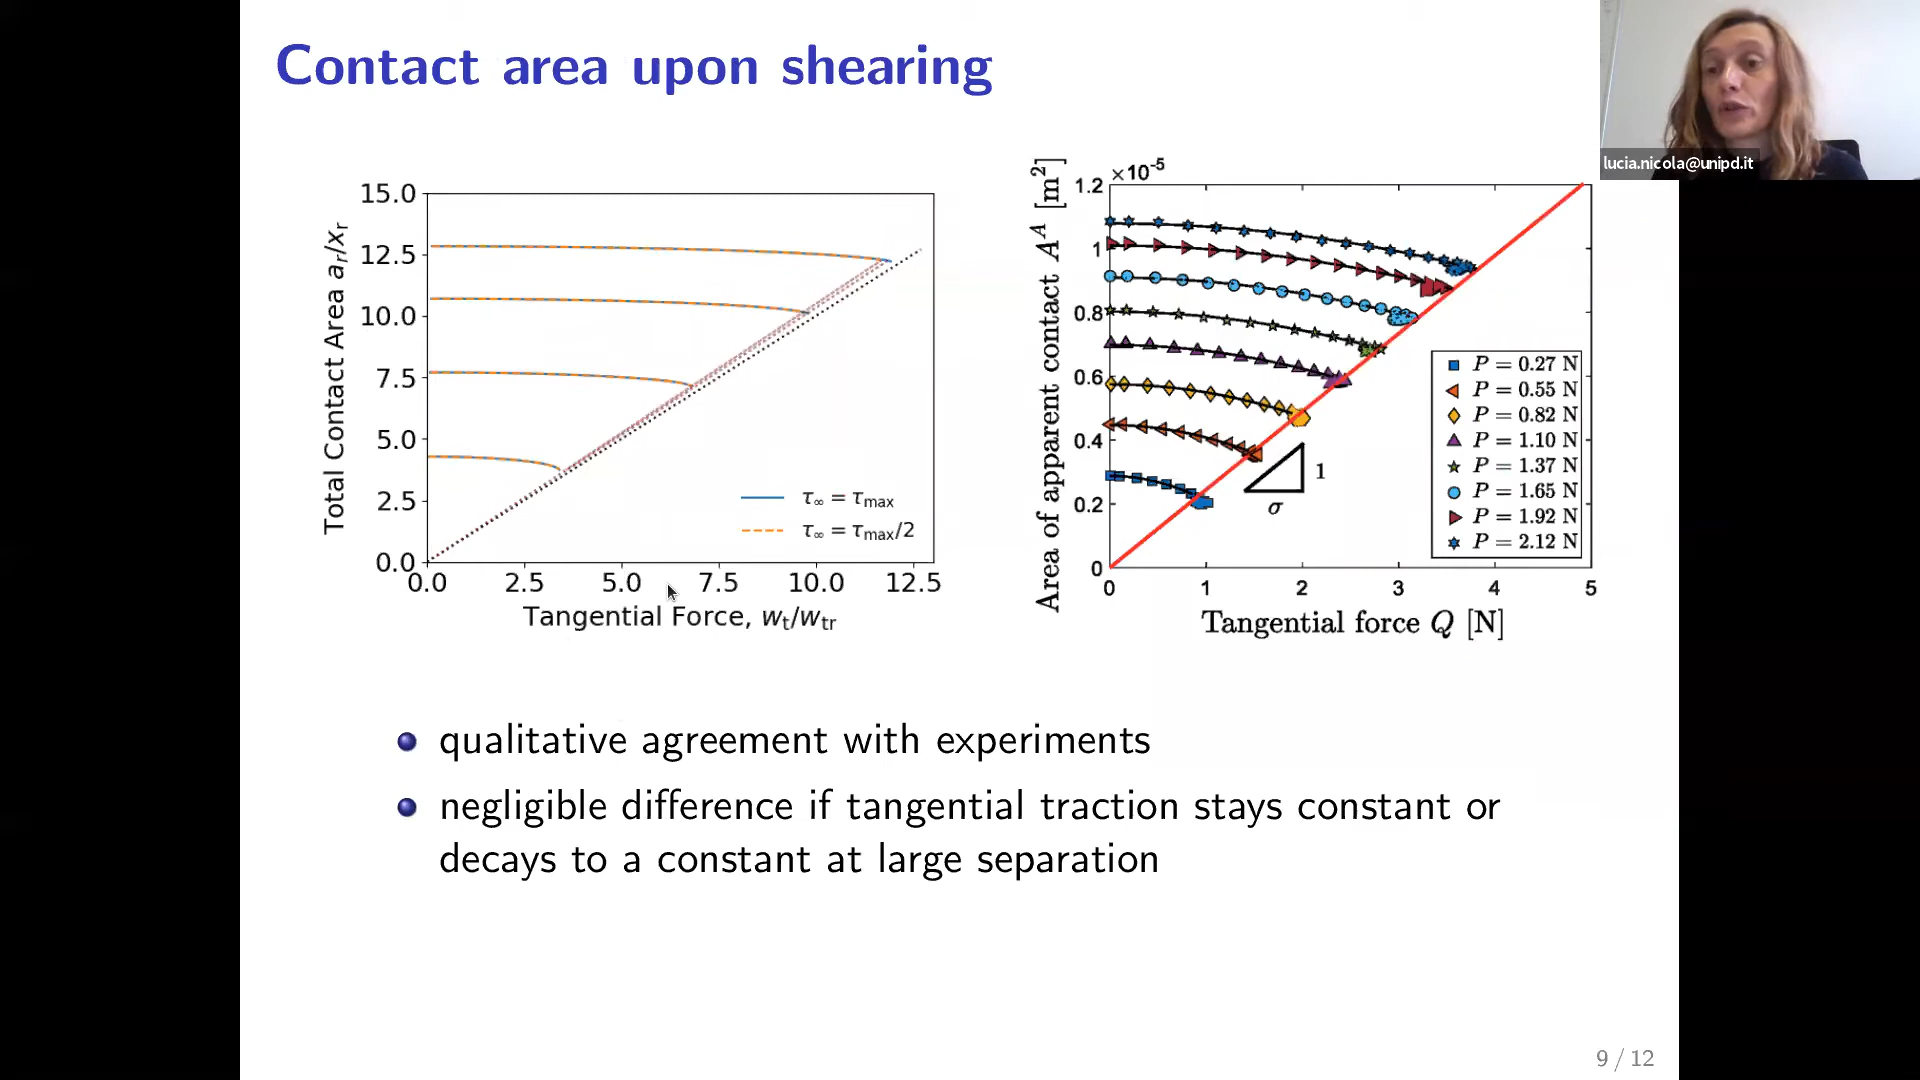 Contact area upon shearing
lucia.nicola@unipd.it
Total Contact Area a_r/x_r
15.0
12.5
10.0
7.5
5.0
2.5
0.0
0.0 2.5 5.0 7.5 10.0 12.5
Tangential Force, w_t/w_tr
τ_∞ = τ_max
τ_∞ = τ_max/2
Area of apparent contact A^A [m²]
×10^-5
1.2
1
0.8
0.6
0.4
0.2
0
0 1 2 3 4 5
Tangential force Q [N]
1
σ
P = 0.27 N
P = 0.55 N
P = 0.82 N
P = 1.10 N
P = 1.37 N
P = 1.65 N
P = 1.92 N
P = 2.12 N
qualitative agreement with experiments
negligible difference if tangential traction stays constant or
decays to a constant at large separation
9 / 12